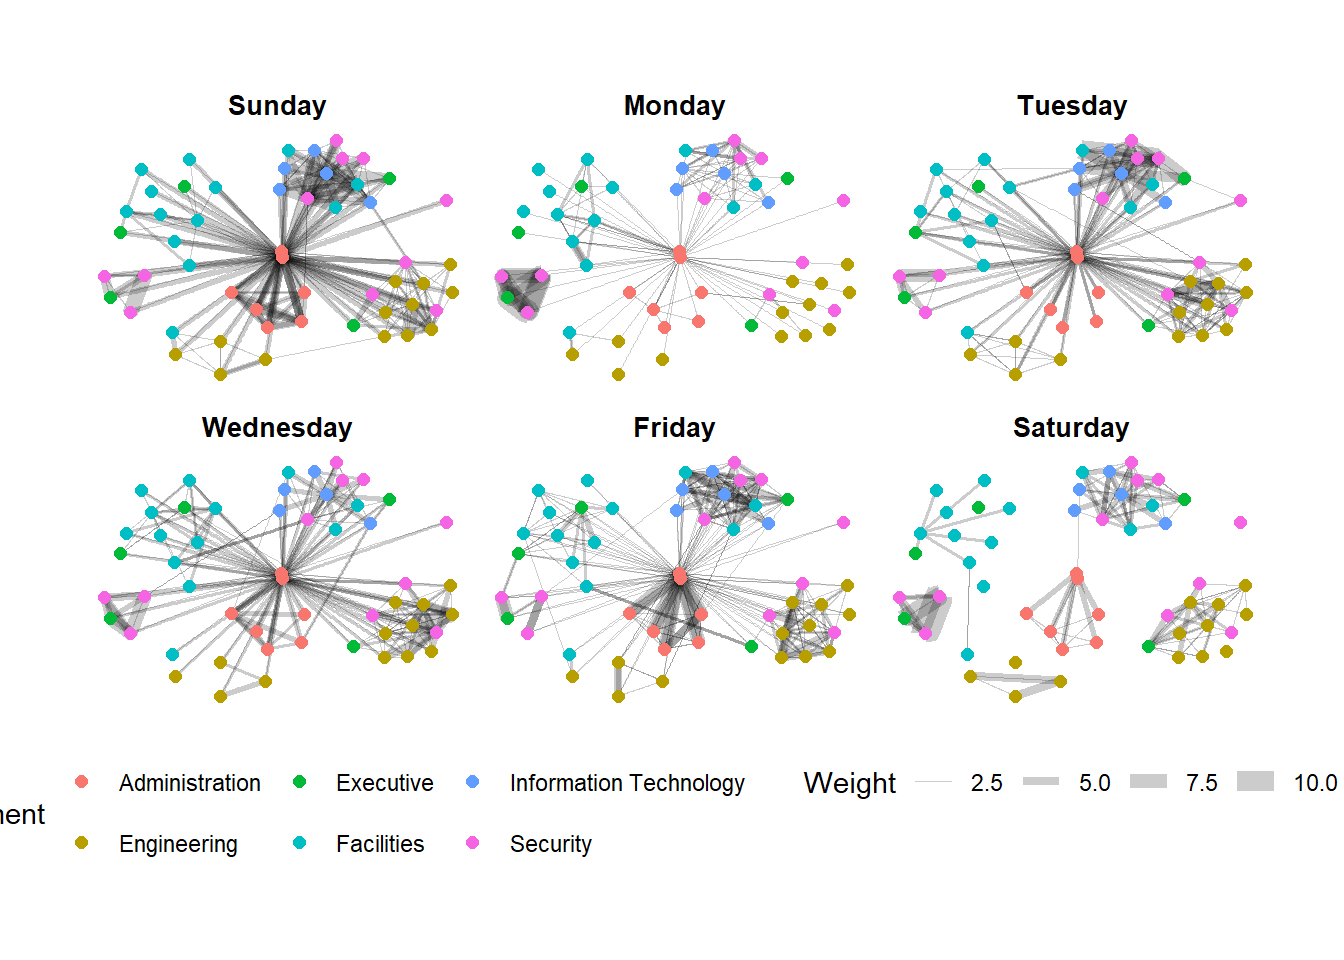 Sunday
Monday
Tuesday
Wednesday
Friday
Saturday
Administration
Executive
Information Technology
Weight
2.5
5.0
7.5
10.0
Engineering
Facilities
Security